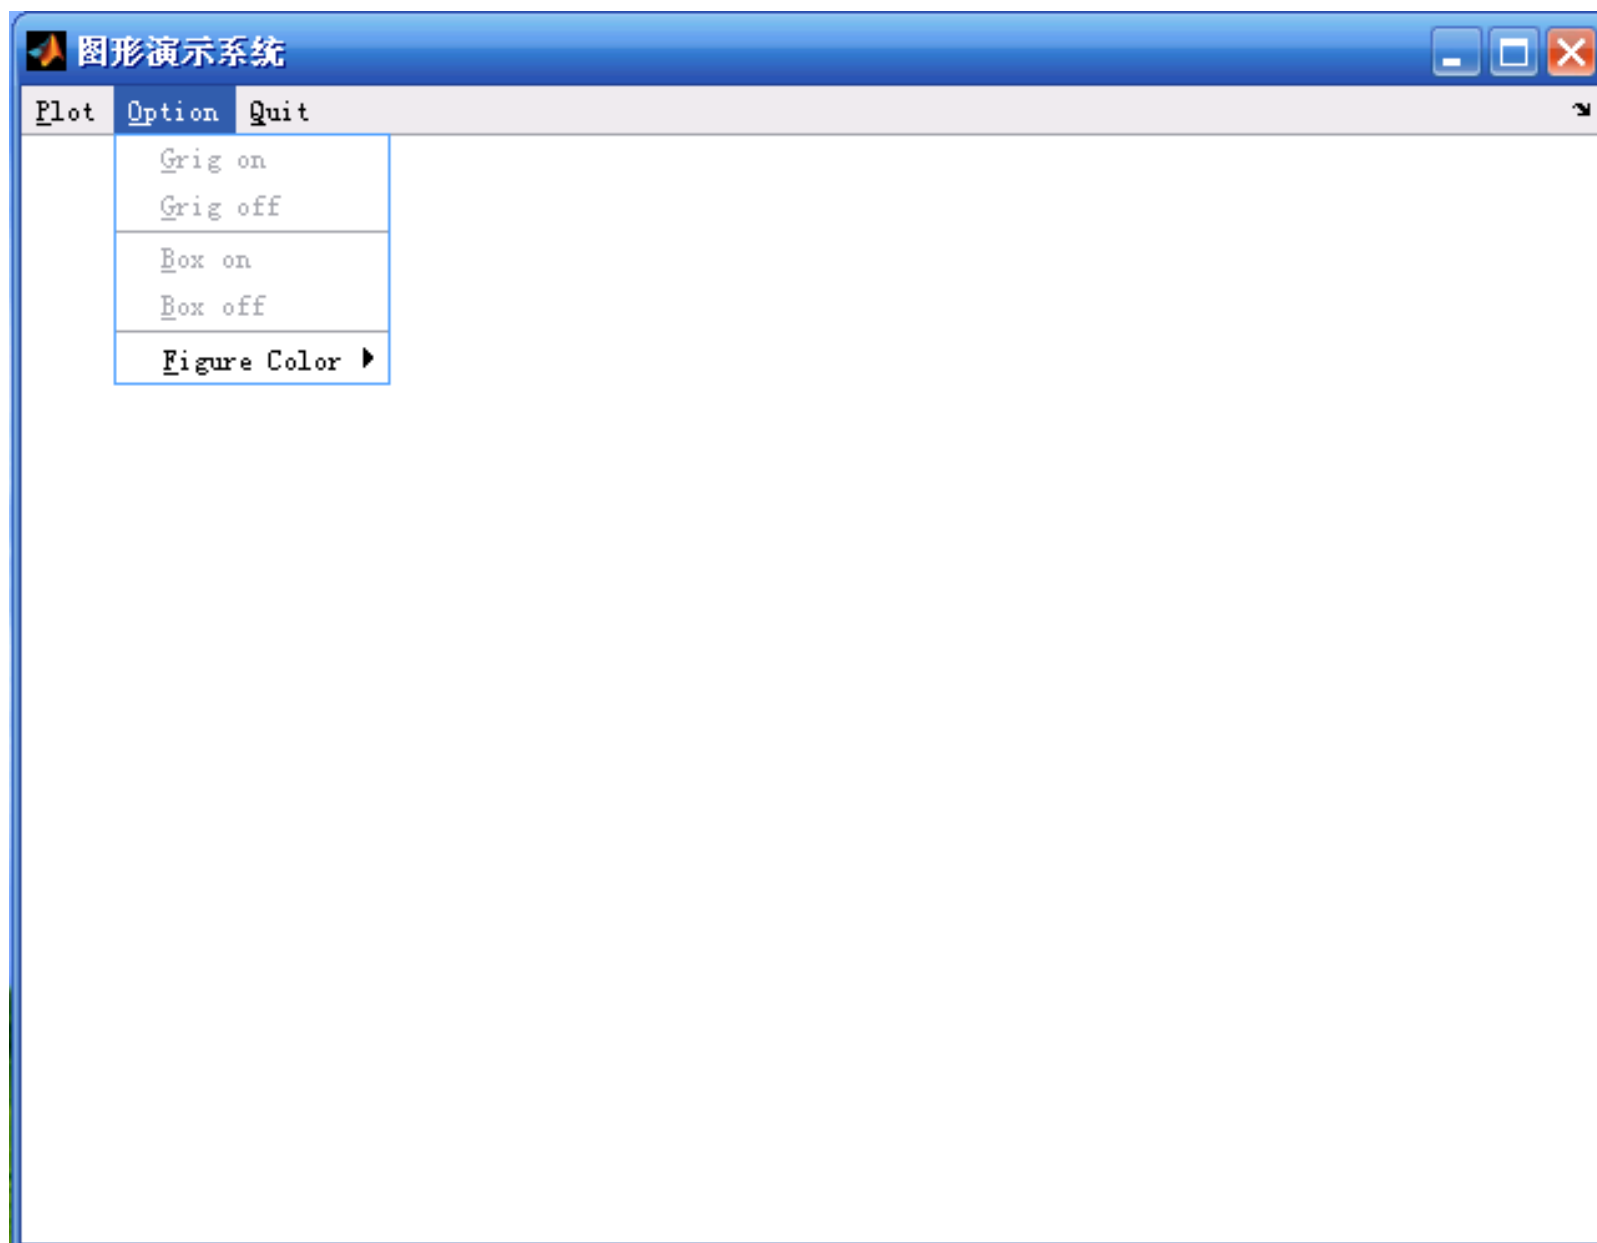 图形演示系统
Plot Option Quit
Grig on
Grig off
Box on
Box off
Figure Color